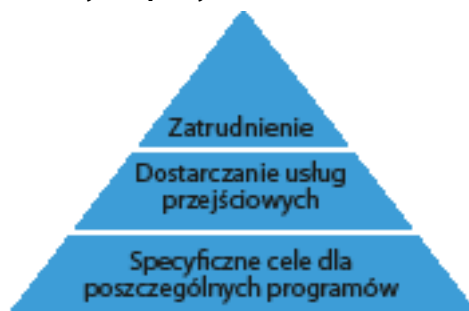 Zatrudnienie
Dostarczanie usług
przejściowych
Specyficzne cele dla
poszczególnych programów